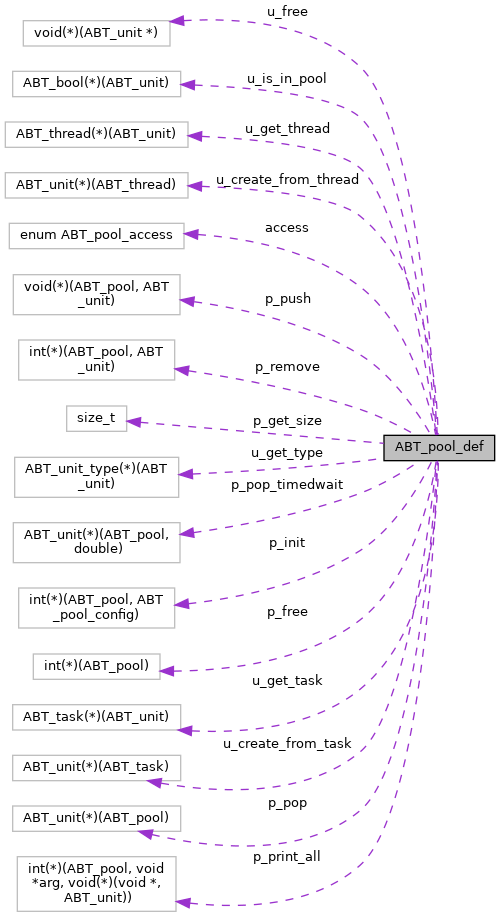 u_free
void(*)(ABT_unit *)
u_is_in_pool
ABT_bool(*)(ABT_unit)
u_get_thread
ABT_thread(*)(ABT_unit)
u_create_from_thread
ABT_unit(*)(ABT_thread)
access
enum ABT_pool_access
p_push
void(*)(ABT_pool, ABT
_unit)
p_remove
int(*)(ABT_pool, ABT
_unit)
p_get_size
size_t
ABT_pool_def
u_get_type
ABT_unit_type(*)(ABT
_unit)
p_pop_timedwait
ABT_unit(*)(ABT_pool,
double)
p_init
int(*)(ABT_pool, ABT
_pool_config)
p_free
int(*)(ABT_pool)
u_get_task
ABT_task(*)(ABT_unit)
u_create_from_task
ABT_unit(*)(ABT_task)
p_pop
ABT_unit(*)(ABT_pool)
p_print_all
int(*)(ABT_pool, void
*arg, void(*)(void *,
ABT_unit))